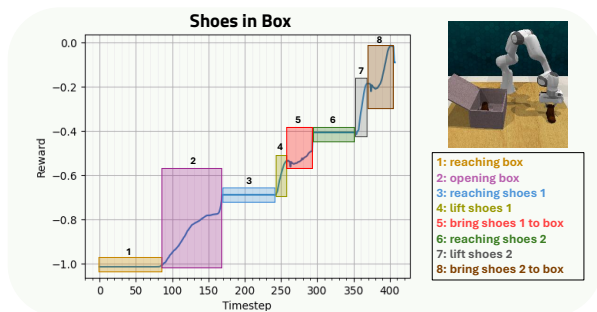 Shoes in Box
Reward
0.0
−0.2
−0.4
−0.6
−0.8
−1.0
1
2
3
4
5
6
7
8
0
50
100
150
200
250
300
350
400
Timestep
1: reaching box
2: opening box
3: reaching shoes 1
4: lift shoes 1
5: bring shoes 1 to box
6: reaching shoes 2
7: lift shoes 2
8: bring shoes 2 to box